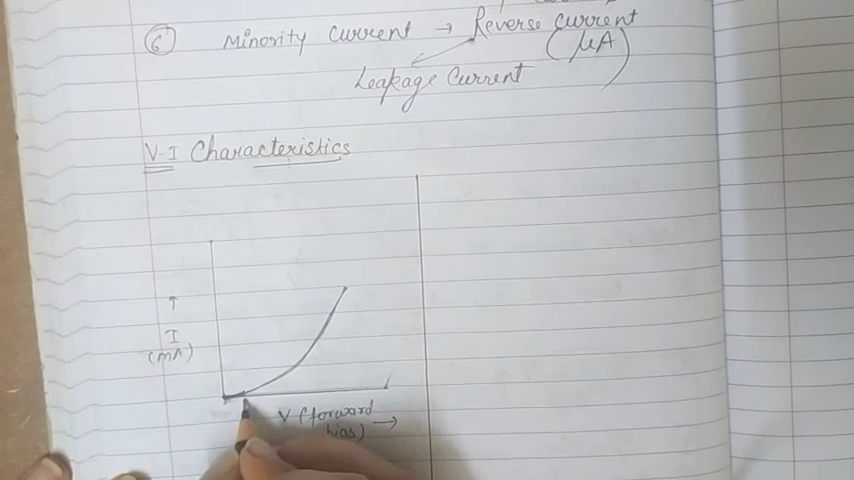 6 Minority Current → Reverse Current
(μA)
Leakage Current
V-I Characteristics
↑
I
(mA)
V (forward
bias) →